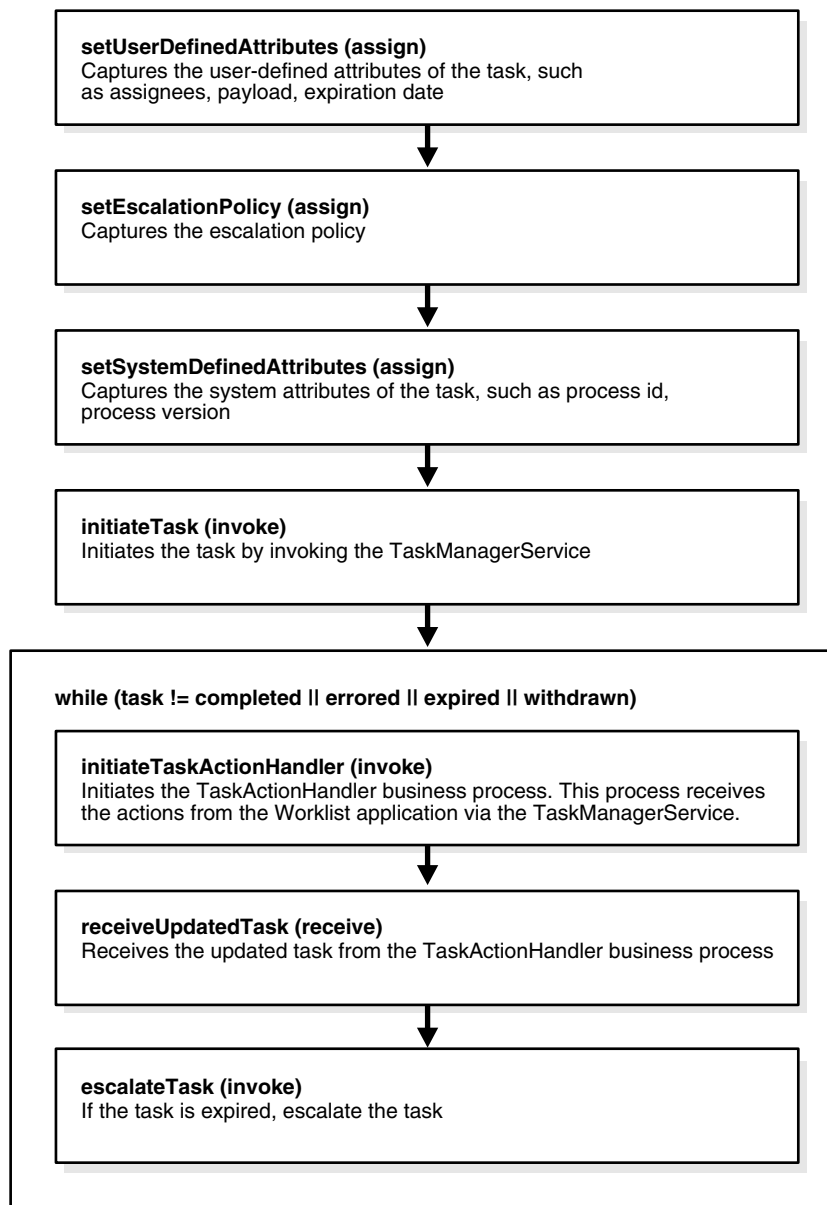 setUserDefinedAttributes (assign)
Captures the user-defined attributes of the task, such
as assignees, payload, expiration date
setEscalationPolicy (assign)
Captures the escalation policy
setSystemDefinedAttributes (assign)
Captures the system attributes of the task, such as process id,
process version
initiateTask (invoke)
Initiates the task by invoking the TaskManagerService
while (task != completed || errored || expired || withdrawn)
initiateTaskActionHandler (invoke)
Initiates the TaskActionHandler business process. This process receives
the actions from the Worklist application via the TaskManagerService.
receiveUpdatedTask (receive)
Receives the updated task from the TaskActionHandler business process
escalateTask (invoke)
If the task is expired, escalate the task